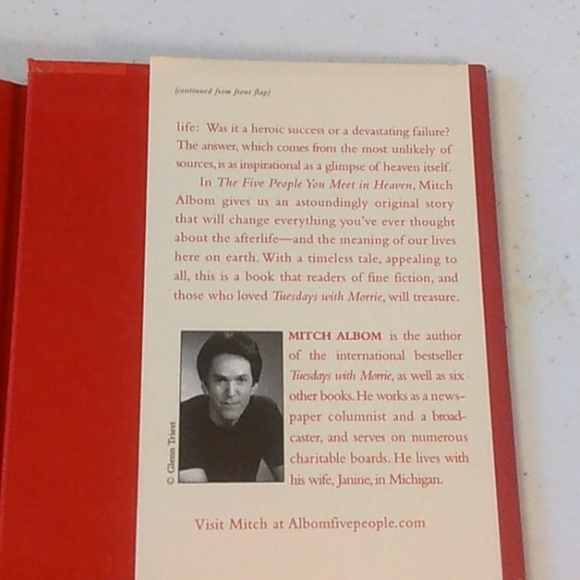 (continued from front flap)
life: Was it a heroic success or a devastating failure?
The answer, which comes from the most unlikely of
sources, is as inspirational as a glimpse of heaven itself.
In The Five People You Meet in Heaven, Mitch
Albom gives us an astoundingly original story
that will change everything you've ever thought
about the afterlife—and the meaning of our lives
here on earth. With a timeless tale, appealing to
all, this is a book that readers of fine fiction, and
those who loved Tuesdays with Morrie, will treasure.
MITCH ALBOM is the author
of the international bestseller
Tuesdays with Morrie, as well as six
other books. He works as a news-
paper columnist and a broad-
caster, and serves on numerous
charitable boards. He lives with
his wife, Janine, in Michigan.
© Glenn Triest
Visit Mitch at Albomfivepeople.com